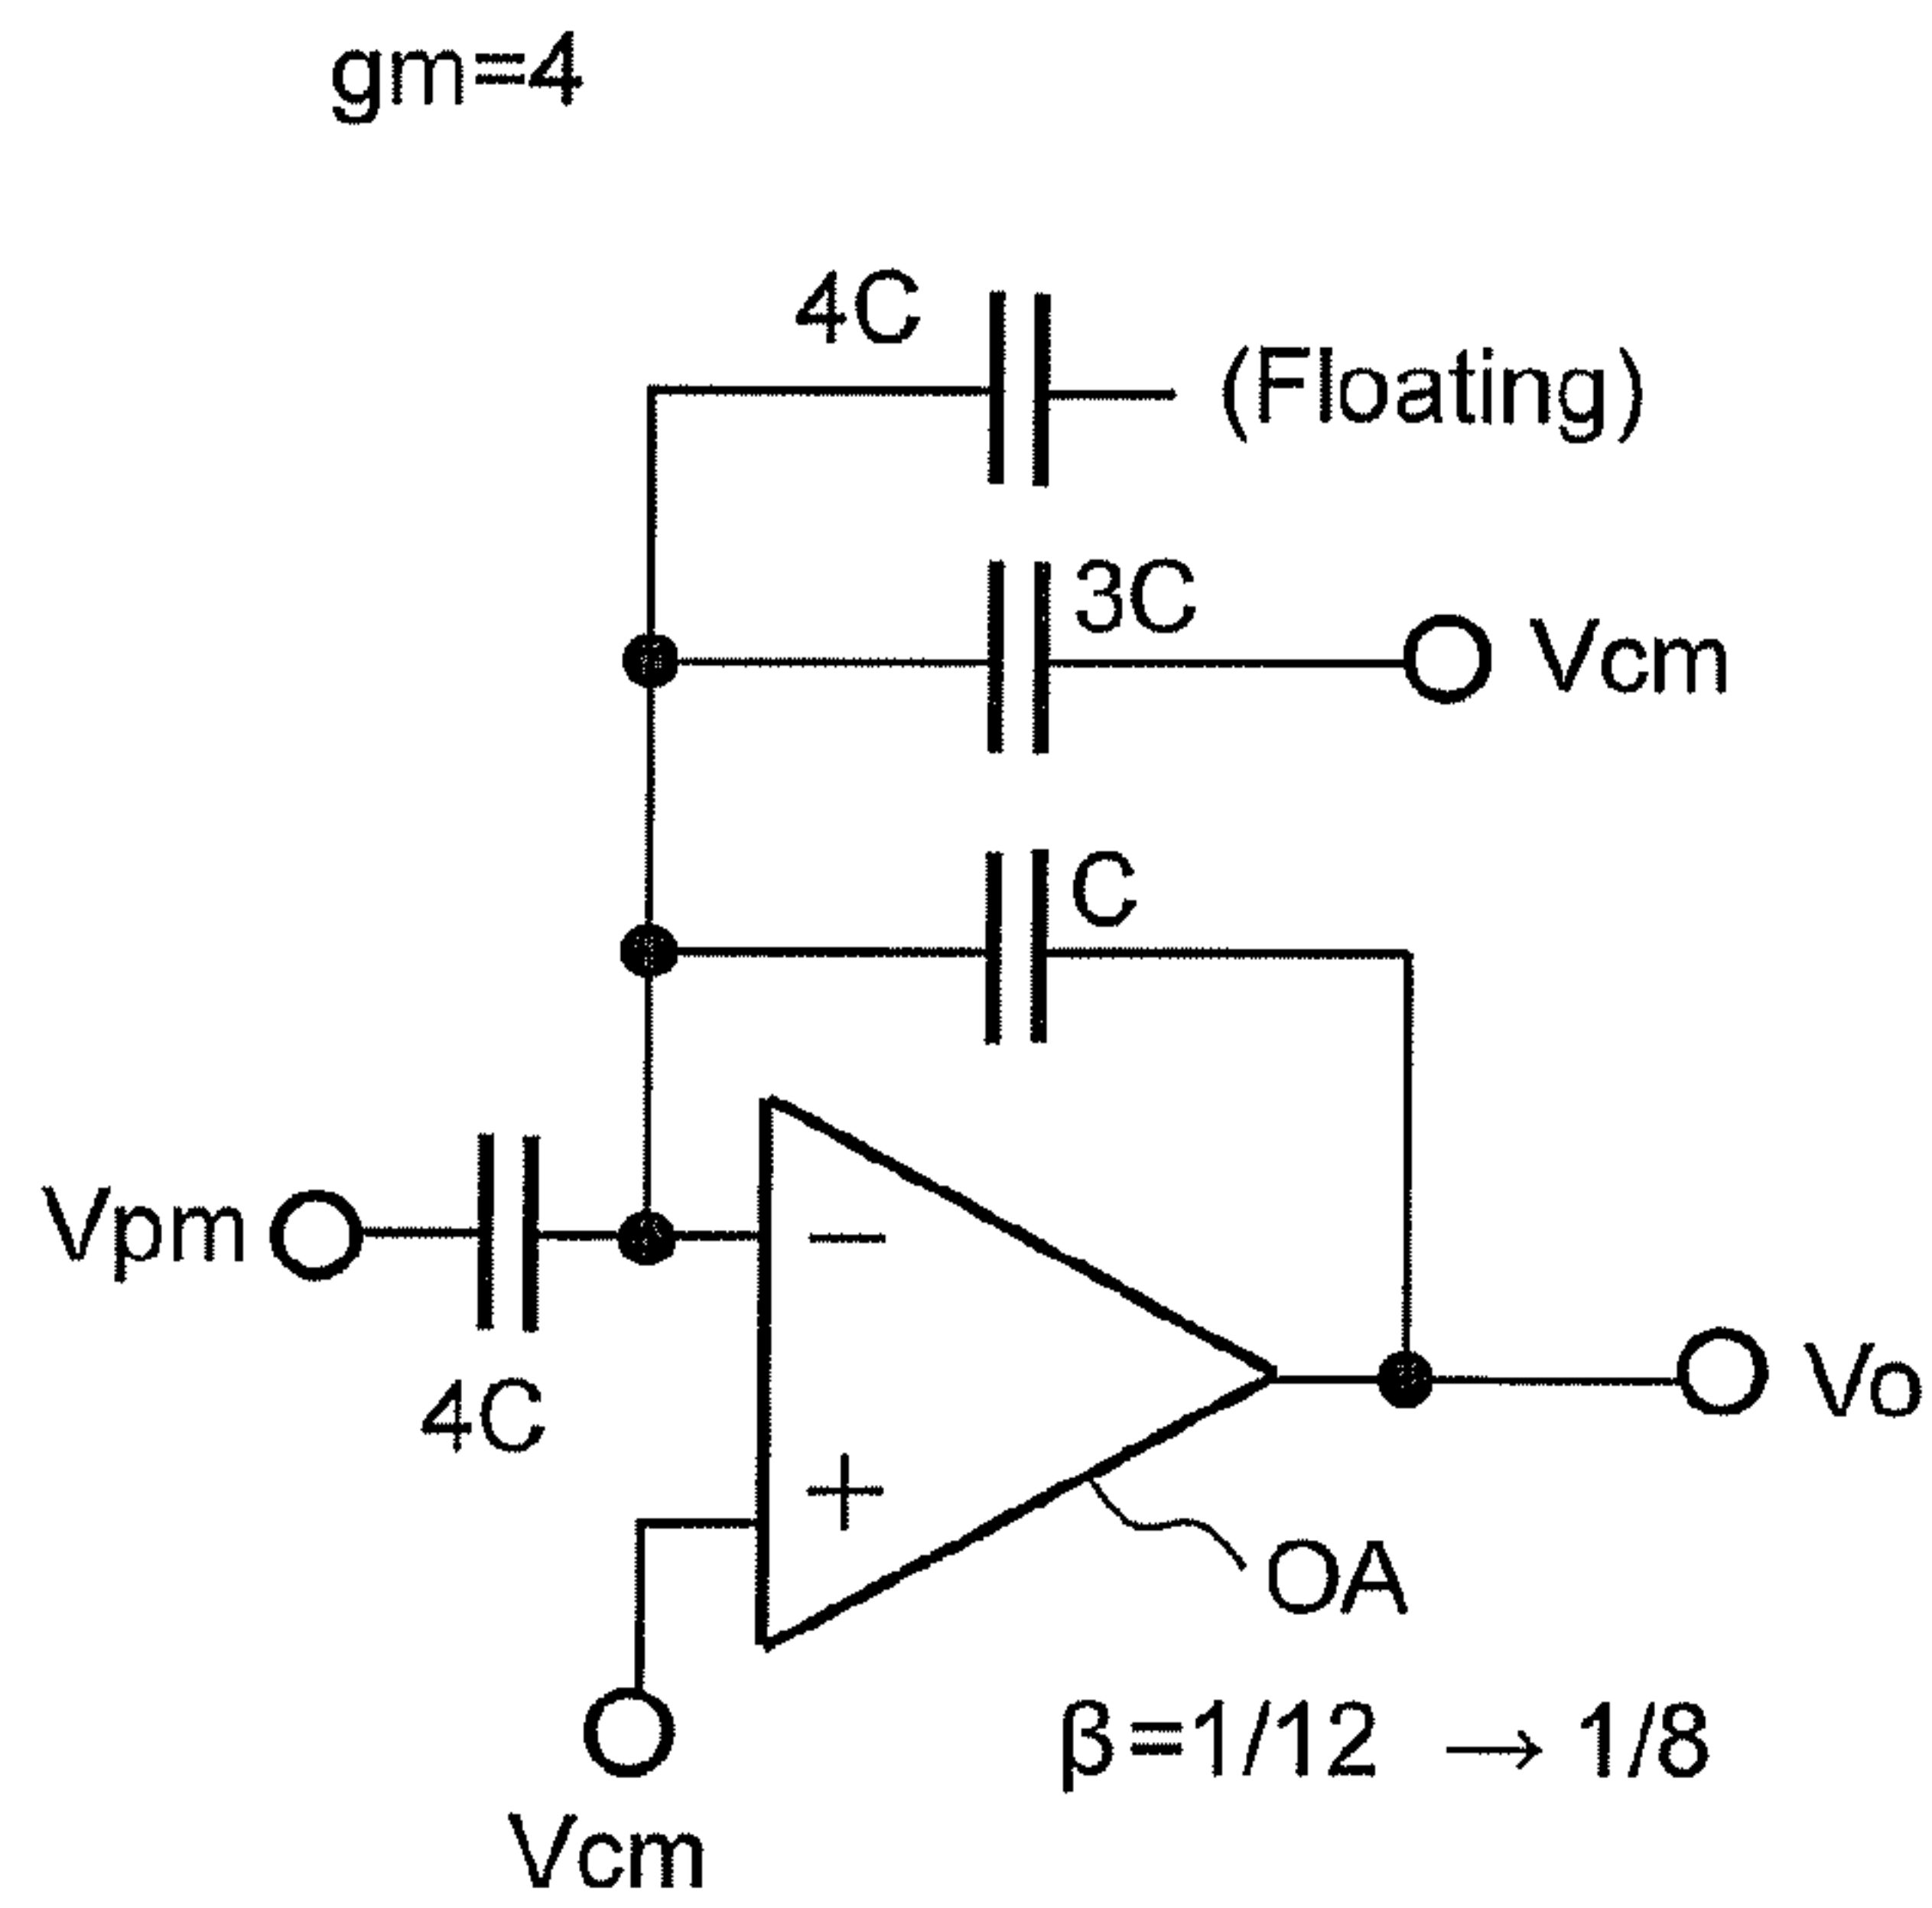 gm=4
4C
(Floating)
3C
Vcm
C
Vpm
4C
−
+
Vo
OA
Vcm
β=1/12 → 1/8